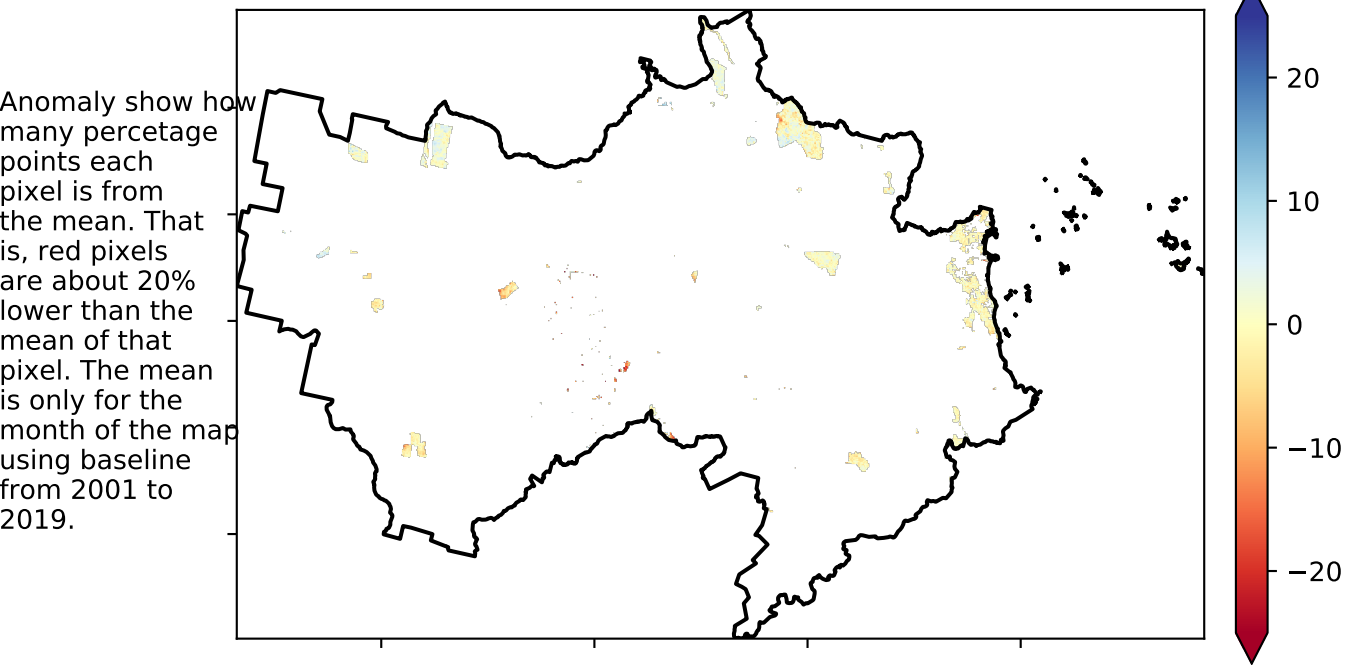 Anomaly show how
many percetage
points each
pixel is from
the mean. That
is, red pixels
are about 20%
lower than the
mean of that
pixel. The mean
is only for the
month of the map
using baseline
from 2001 to
2019.
20
10
0
−10
−20